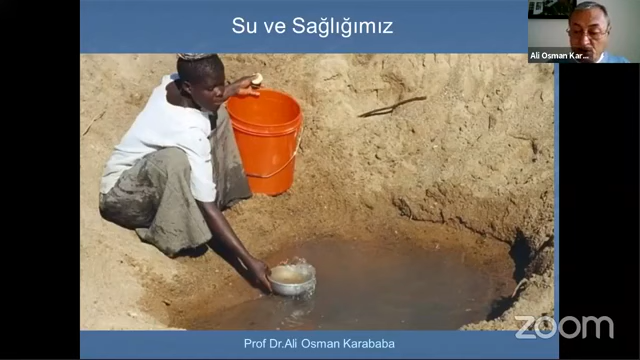 Su ve Sağlığımız
Ali Osman Kar...
Prof Dr.Ali Osman Karababa
zoom